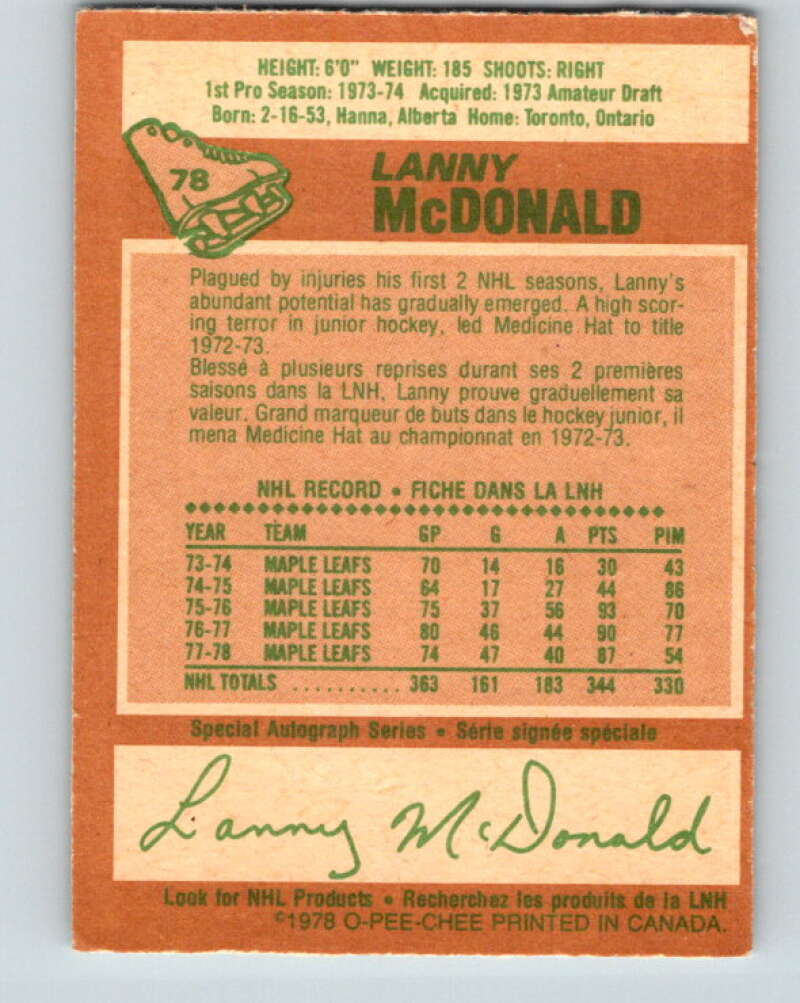 HEIGHT: 6'0" WEIGHT: 185 SHOOTS: RIGHT
1st Pro Season: 1973-74 Acquired: 1973 Amateur Draft
Born: 2-16-53, Hanna, Alberta Home: Toronto, Ontario
78
LANNY
McDONALD
Plagued by injuries his first 2 NHL seasons, Lanny's
abundant potential has gradually emerged. A high scor-
ing terror in junior hockey, led Medicine Hat to title
1972-73.
Blessé à plusieurs reprises durant ses 2 premières
saisons dans la LNH, Lanny prouve graduellement sa
valeur. Grand marqueur de buts dans le hockey junior, il
mena Medicine Hat au championnat en 1972-73.
NHL RECORD • FICHE DANS LA LNH
YEAR TEAM GP G A PTS PIM
73-74 MAPLE LEAFS 70 14 16 30 43
74-75 MAPLE LEAFS 64 17 27 44 86
75-76 MAPLE LEAFS 75 37 56 93 70
76-77 MAPLE LEAFS 80 46 44 90 77
77-78 MAPLE LEAFS 74 47 40 87 54
NHL TOTALS .......... 363 161 183 344 330
Special Autograph Series • Série signée spéciale
Lanny McDonald
Look for NHL Products • Recherchez les produits de la LNH
©1978 O-PEE-CHEE PRINTED IN CANADA.